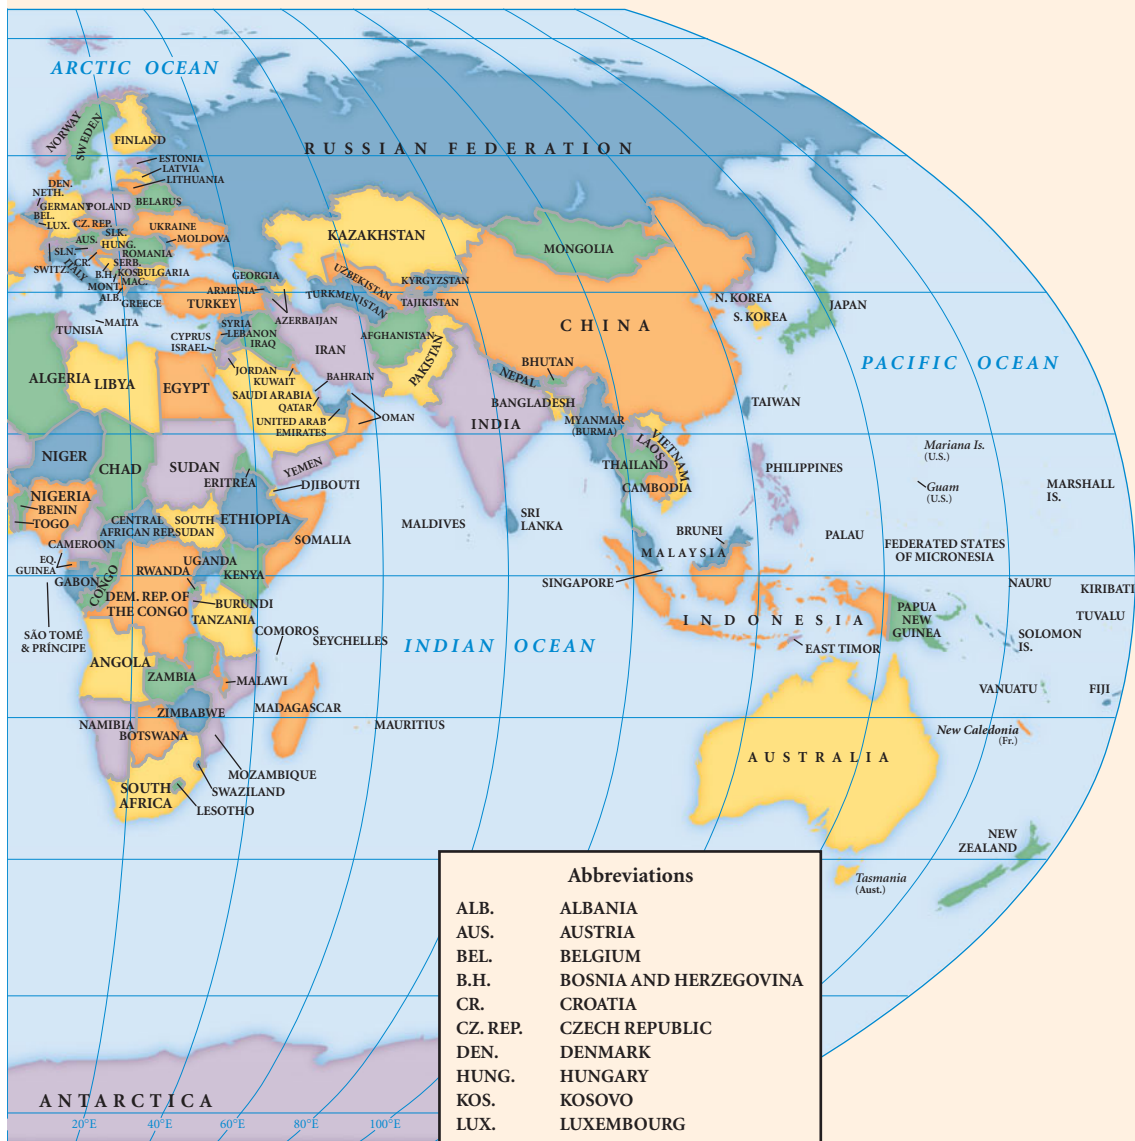 ARCTIC OCEAN
NORWAY
SWEDEN
FINLAND
RUSSIAN FEDERATION
ESTONIA
LATVIA
LITHUANIA
DEN.
NETH.
GERMANY
POLAND
BELARUS
BEL.
LUX.
CZ. REP.
UKRAINE
SLK.
AUS.
HUNG.
MOLDOVA
SLN.
ROMANIA
CR.
SERB.
SWITZ.
ITALY
B.H.
KOS.
BULGARIA
MAC.
MONT.
ALB.
GREECE
KAZAKHSTAN
MONGOLIA
GEORGIA
ARMENIA
TURKEY
AZERBAIJAN
UZBEKISTAN
TURKMENISTAN
KYRGYZSTAN
TAJIKISTAN
N. KOREA
S. KOREA
JAPAN
CHINA
TUNISIA
MALTA
CYPRUS
ISRAEL
SYRIA
LEBANON
IRAQ
IRAN
AFGHANISTAN
PAKISTAN
PACIFIC OCEAN
ALGERIA
LIBYA
EGYPT
JORDAN
KUWAIT
BAHRAIN
SAUDI ARABIA
QATAR
UNITED ARAB
EMIRATES
OMAN
NEPAL
BHUTAN
BANGLADESH
INDIA
MYANMAR
(BURMA)
TAIWAN
LAOS
VIETNAM
THAILAND
CAMBODIA
PHILIPPINES
Mariana Is.
(U.S.)
Guam
(U.S.)
MARSHALL
IS.
NIGER
CHAD
SUDAN
ERITREA
YEMEN
DJIBOUTI
NIGERIA
BENIN
TOGO
CENTRAL
AFRICAN REP.
SOUTH
SUDAN
ETHIOPIA
SOMALIA
MALDIVES
SRI
LANKA
BRUNEI
MALAYSIA
PALAU
FEDERATED STATES
OF MICRONESIA
CAMEROON
EQ.
GUINEA
GABON
CONGO
RWANDA
UGANDA
KENYA
DEM. REP. OF
THE CONGO
BURUNDI
TANZANIA
SINGAPORE
NAURU
KIRIBATI
TUVALU
SÃO TOMÉ
& PRÍNCIPE
COMOROS
SEYCHELLES
INDIAN OCEAN
INDONESIA
PAPUA
NEW
GUINEA
EAST TIMOR
SOLOMON
IS.
ANGOLA
ZAMBIA
MALAWI
VANUATU
FIJI
NAMIBIA
ZIMBABWE
BOTSWANA
MADAGASCAR
MAURITIUS
New Caledonia
(Fr.)
AUSTRALIA
MOZAMBIQUE
SWAZILAND
LESOTHO
SOUTH
AFRICA
NEW
ZEALAND
Tasmania
(Aust.)
Abbreviations
ALB. ALBANIA
AUS. AUSTRIA
BEL. BELGIUM
B.H. BOSNIA AND HERZEGOVINA
CR. CROATIA
CZ. REP. CZECH REPUBLIC
DEN. DENMARK
HUNG. HUNGARY
KOS. KOSOVO
LUX. LUXEMBOURG
ANTARCTICA
20°E 40°E 60°E 80°E 100°E